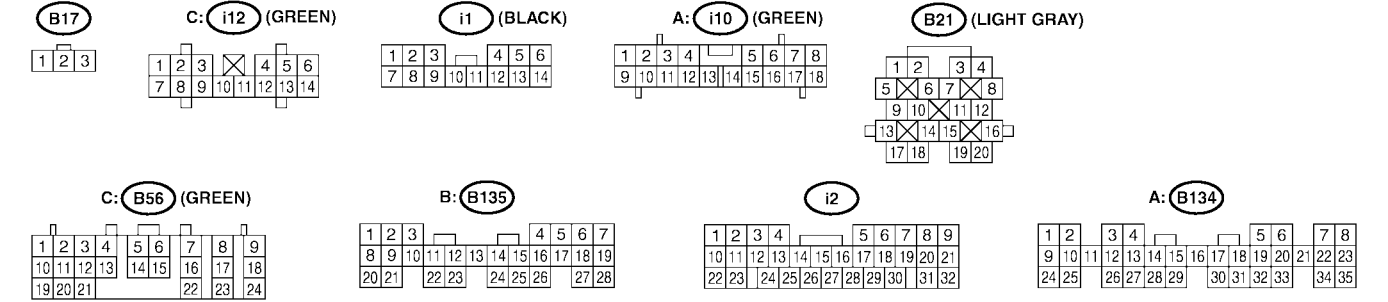 B17
C: i12 (GREEN)
i1 (BLACK)
A: i10 (GREEN)
B21 (LIGHT GRAY)
1 2 3
1 2 3 4 5 6
7 8 9 10 11 12 13 14
1 2 3 4 5 6
7 8 9 10 11 12 13 14
1 2 3 4 5 6 7 8
9 10 11 12 13 14 15 16 17 18
1 2 3 4
5 6 7 8
9 10 11 12
13 14 15 16
17 18 19 20
C: B56 (GREEN)
B: B135
i2
A: B134
1 2 3 4 5 6 7 8 9
10 11 12 13 14 15 16 17 18
19 20 21 22 23 24
1 2 3 4 5 6 7
8 9 10 11 12 13 14 15 16 17 18 19
20 21 22 23 24 25 26 27 28
1 2 3 4 5 6 7 8 9
10 11 12 13 14 15 16 17 18 19 20 21
22 23 24 25 26 27 28 29 30 31 32
1 2 3 4 5 6 7 8
9 10 11 12 13 14 15 16 17 18 19 20 21 22 23
24 25 26 27 28 29 30 31 32 33 34 35